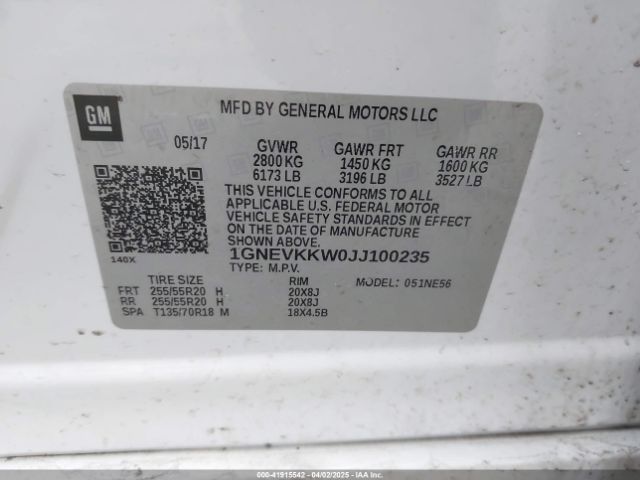 GM
MFD BY GENERAL MOTORS LLC
05/17 GVWR GAWR FRT GAWR RR
2800 KG 1450 KG 1600 KG
6173 LB 3196 LB 3527 LB
THIS VEHICLE CONFORMS TO ALL
APPLICABLE U.S. FEDERAL MOTOR
VEHICLE SAFETY STANDARDS IN EFFECT
ON THE DATE OF MANUFACTURE
SHOWN ABOVE.
1GNEVKKW0JJ100235
140X TYPE: M.P.V.
TIRE SIZE RIM MODEL: 051NE56
FRT 255/55R20 H 20X8J
RR 255/55R20 H 20X8J
SPA T135/70R18 M 18X4.5B
000-41915542 - 04/02/2025 - IAAI.COM